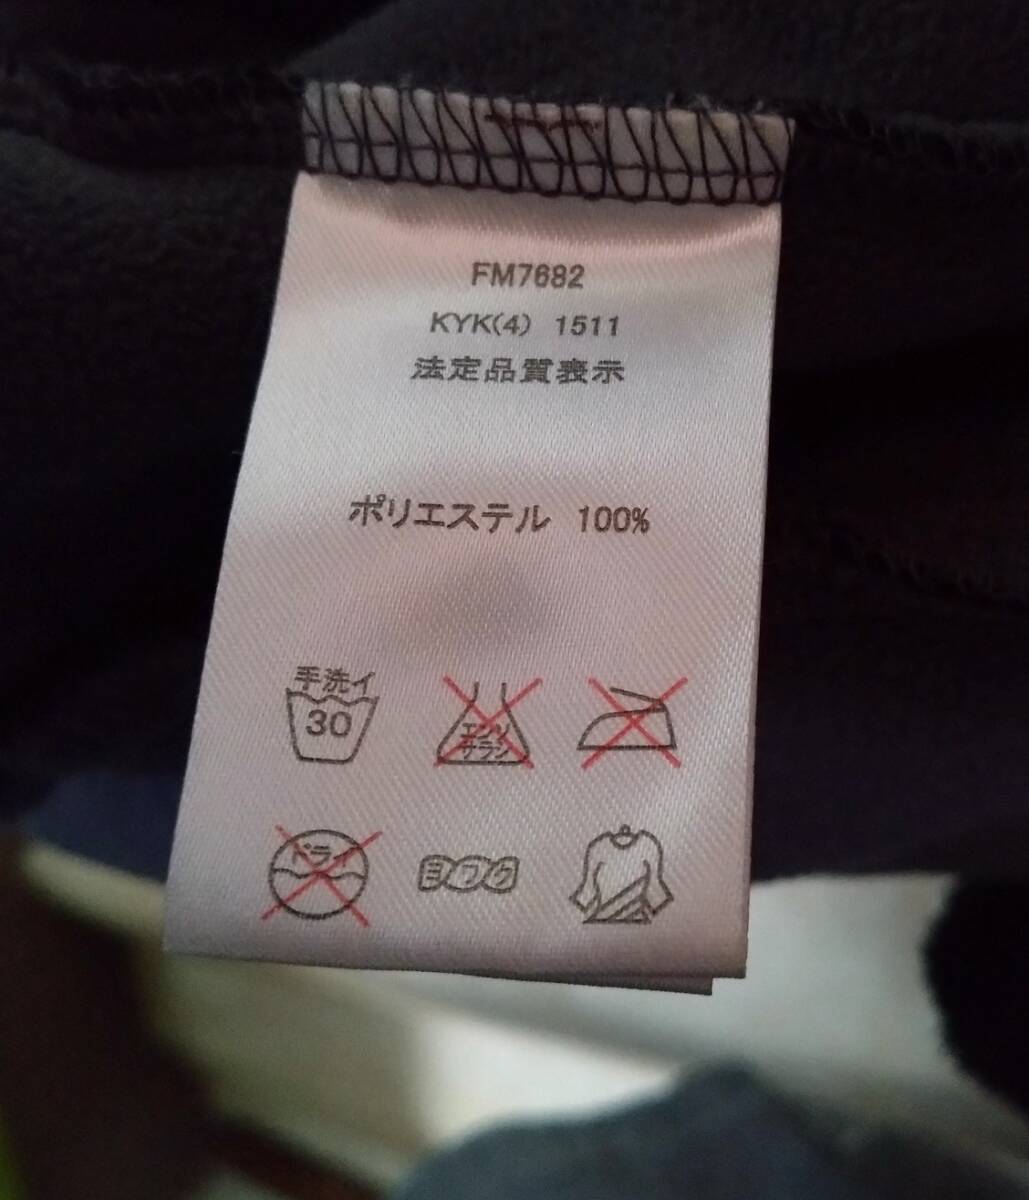 FM7682
KYK(4) 1511
法定品質表示
ポリエステル 100%
手洗イ
30
エンソ
サラシ
ドライ
ヨワク